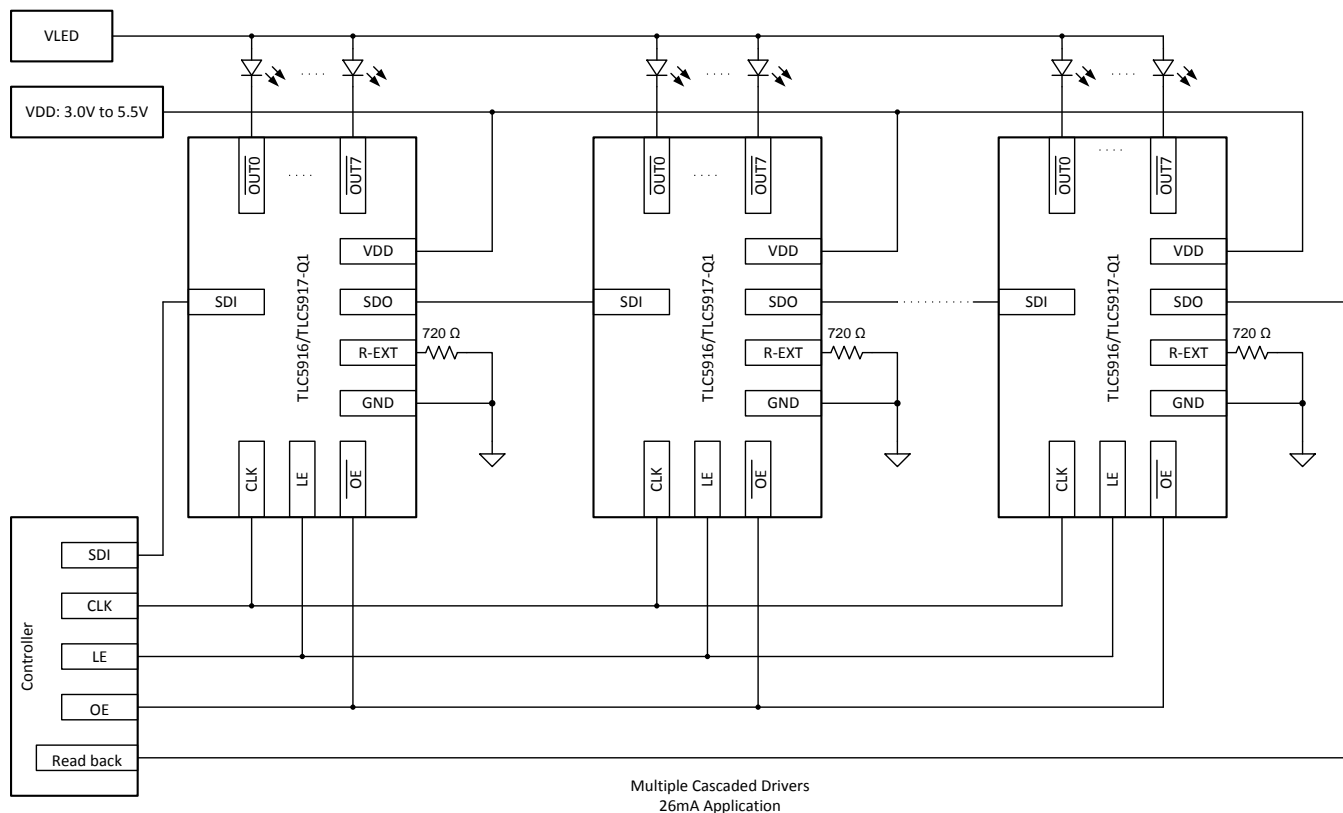 VLED
VDD: 3.0V to 5.5V
OUT0
....
OUT7
VDD
SDI
SDO
R-EXT
GND
720 Ω
TLC5916/TLC5917-Q1
CLK
LE
OE
OUT0
....
OUT7
VDD
SDI
SDO
R-EXT
GND
720 Ω
TLC5916/TLC5917-Q1
CLK
LE
OE
OUT0
....
OUT7
VDD
SDI
SDO
R-EXT
GND
720 Ω
TLC5916/TLC5917-Q1
CLK
LE
OE
Controller
SDI
CLK
LE
OE
Read back
Multiple Cascaded Drivers
26mA Application